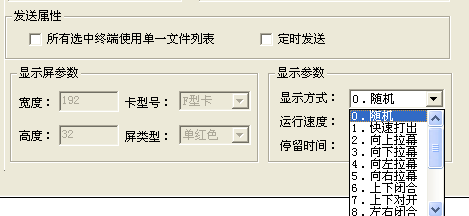 发送属性
所有选中终端使用单一文件列表 定时发送
显示屏参数 显示参数
宽度： 192 卡型号： F型卡 显示方式： 0．随机
高度： 32 屏类型： 单红色 运行速度：
停留时间：
0．随机
1．快速打出
2．向上拉幕
3．向下拉幕
4．向左拉幕
5．向右拉幕
6．上下闭合
7．上下对开
8．左右闭合